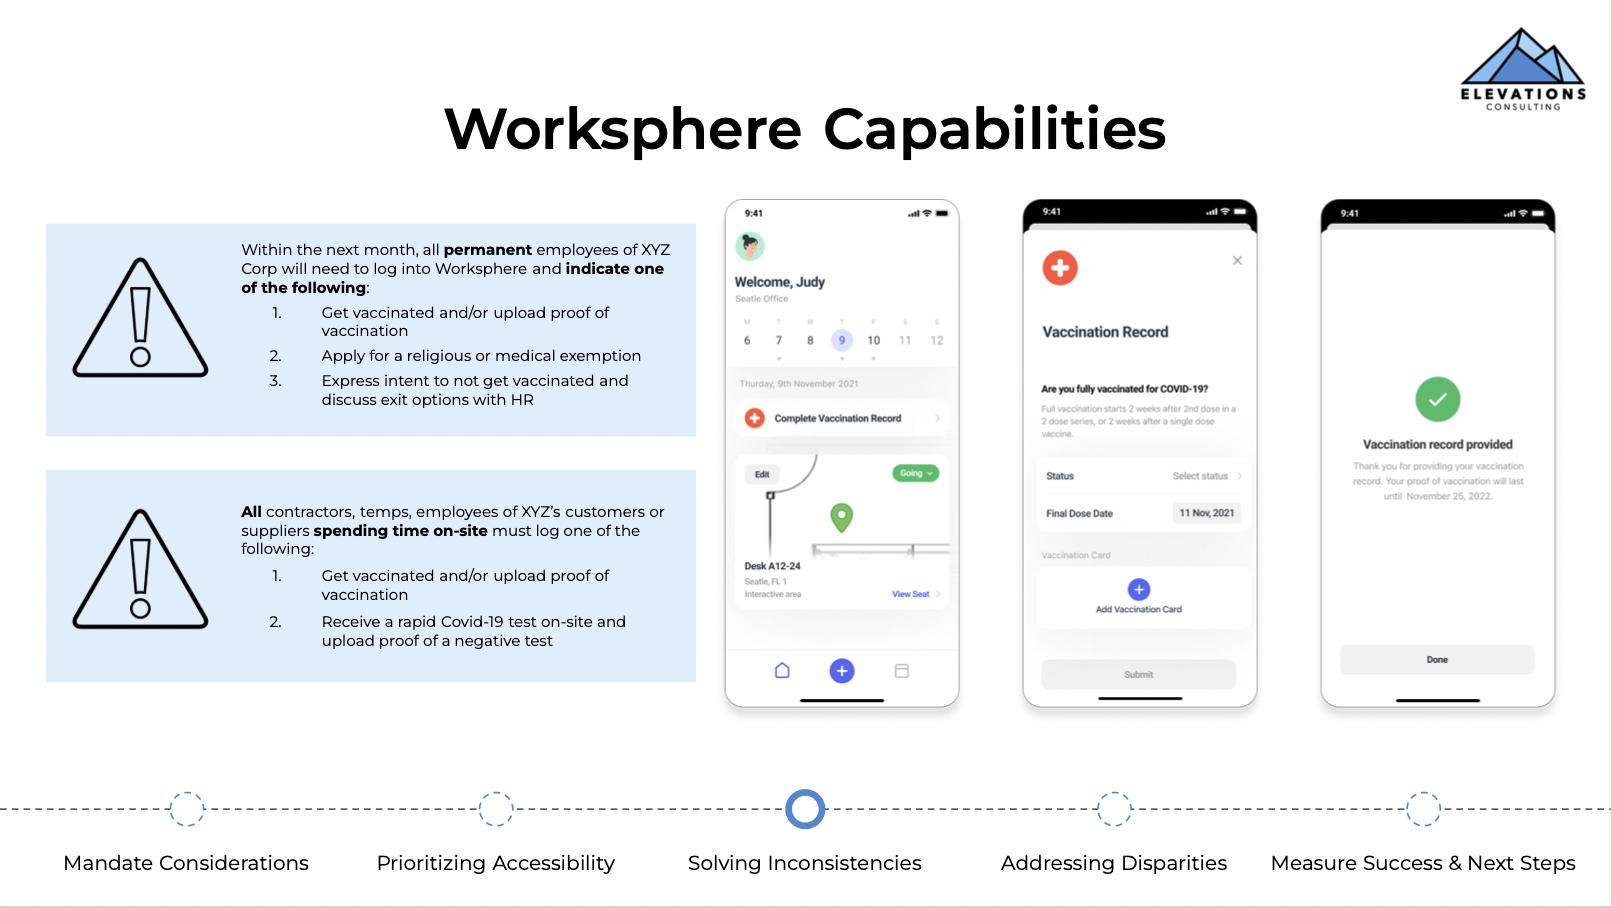 ELEVATIONS
CONSULTING
Worksphere Capabilities
Within the next month, all permanent employees of XYZ
Corp will need to log into Worksphere and indicate one
of the following:
1. Get vaccinated and/or upload proof of
vaccination
2. Apply for a religious or medical exemption
3. Express intent to not get vaccinated and
discuss exit options with HR
All contractors, temps, employees of XYZ's customers or
suppliers spending time on-site must log one of the
following:
1. Get vaccinated and/or upload proof of
vaccination
2. Receive a rapid Covid-19 test on-site and
upload proof of a negative test
9:41
Welcome, Judy
Seatle Office
M T W T F S S
6 7 8 9 10 11 12
Thurday, 9th November 2021
Complete Vaccination Record
Edit
Going
Desk A12-24
Seatle, FL 1
Interactive area
View Seat
9:41
Vaccination Record
Are you fully vaccinated for COVID-19?
Full vaccination starts 2 weeks after 2nd dose in a
2 dose series, or 2 weeks after a single dose
vaccine.
Status Select status
Final Dose Date 11 Nov, 2021
Vaccination Card
Add Vaccination Card
Submit
9:41
Vaccination record provided
Thank you for providing your vaccination
record. Your proof of vaccination will last
until November 25, 2022.
Done
Mandate Considerations
Prioritizing Accessibility
Solving Inconsistencies
Addressing Disparities
Measure Success & Next Steps